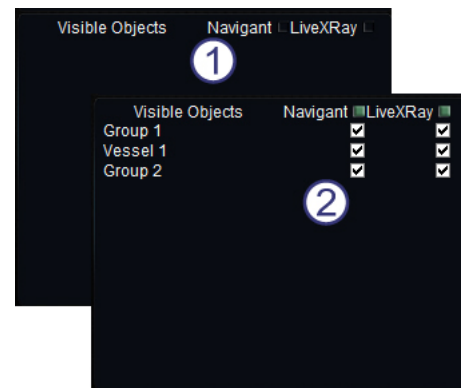 Visible Objects Navigant LiveXRay
1
Visible Objects Navigant LiveXRay
Group 1
Vessel 1
Group 2
2